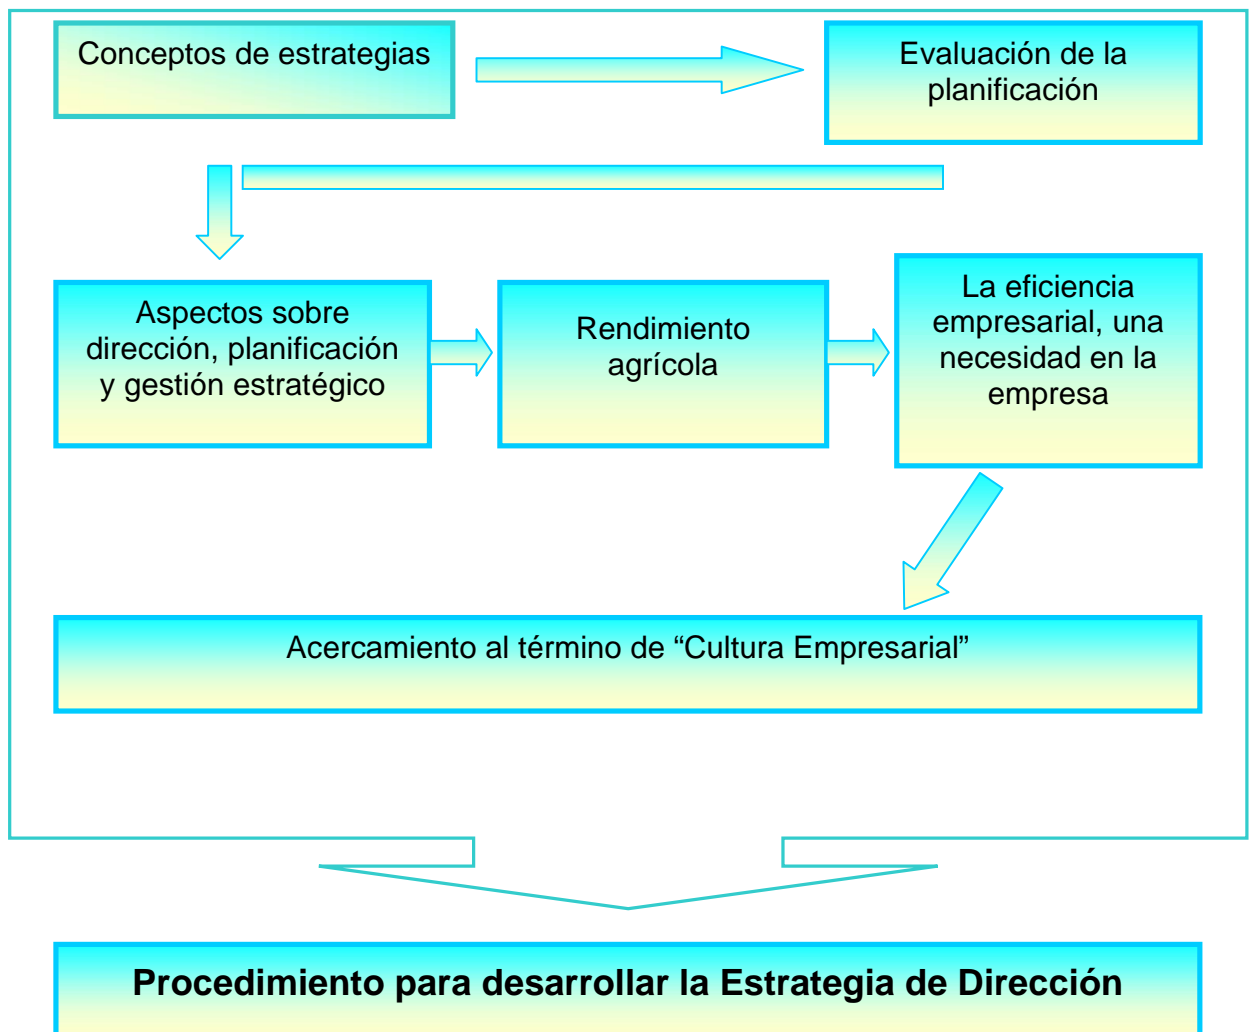 Conceptos de estrategias
Evaluación de la
planificación
Aspectos sobre
dirección, planificación
y gestión estratégico
Rendimiento
agrícola
La eficiencia
empresarial, una
necesidad en la
empresa
Acercamiento al término de “Cultura Empresarial”
Procedimiento para desarrollar la Estrategia de Dirección